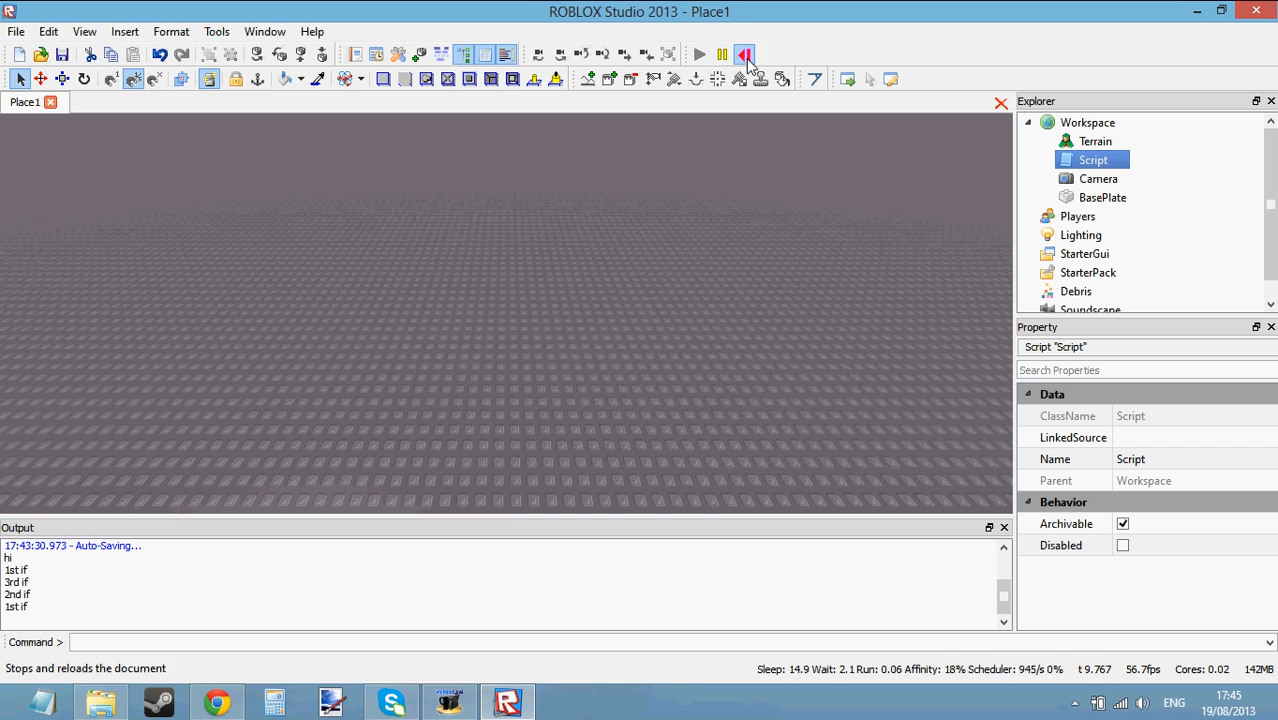 ROBLOX Studio 2013 - Place1
File Edit View Insert Format Tools Window Help
Place1
Explorer
Workspace
Terrain
Script
Camera
BasePlate
Players
Lighting
StarterGui
StarterPack
Debris
Soundscape
Property
Script "Script"
Search Properties
Data
ClassName Script
LinkedSource
Name Script
Parent Workspace
Behavior
Archivable
Disabled
Output
17:43:30.973 - Auto-Saving...
hi
1st if
3rd if
2nd if
1st if
Command >
Stops and reloads the document
Sleep: 14.9 Wait: 2.1 Run: 0.06 Affinity: 18% Scheduler: 945/s 0% t 9.767 56.7fps Cores: 0.02 142MB
ENG
17:45
19/08/2013